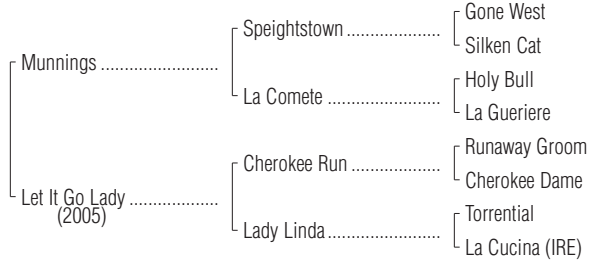 Gone West
Speightstown ....................
Silken Cat
Munnings .........................
Holy Bull
La Comete ........................
La Gueriere
Runaway Groom
Cherokee Run ...................
Cherokee Dame
Let It Go Lady ...................
(2005)
Torrential
Lady Linda ........................
La Cucina (IRE)